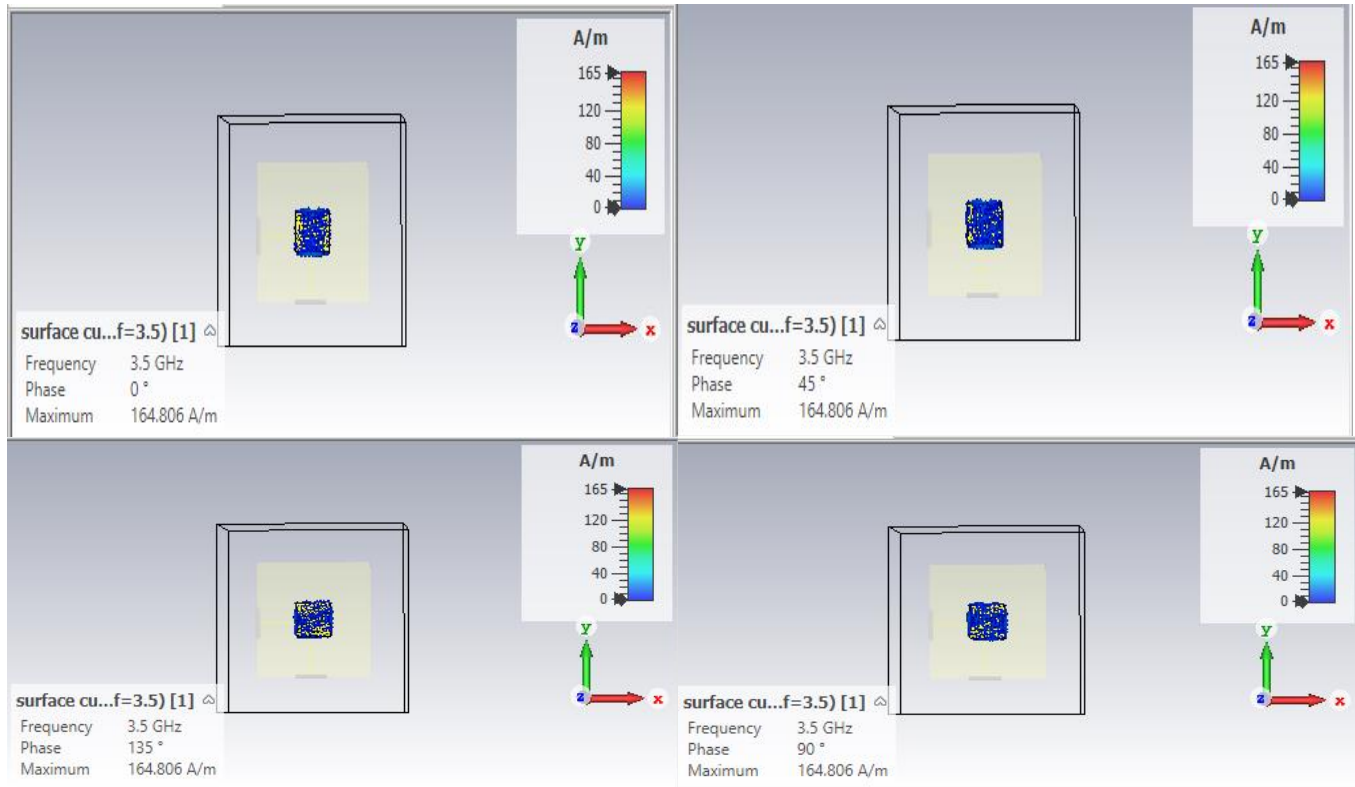 A/m
165
120
80
40
0
y
z
x
surface cu...f=3.5) [1]
Frequency 3.5 GHz
Phase 0 °
Maximum 164.806 A/m
A/m
165
120
80
40
0
y
z
x
surface cu...f=3.5) [1]
Frequency 3.5 GHz
Phase 45 °
Maximum 164.806 A/m
A/m
165
120
80
40
0
y
z
x
surface cu...f=3.5) [1]
Frequency 3.5 GHz
Phase 135 °
Maximum 164.806 A/m
A/m
165
120
80
40
0
y
z
x
surface cu...f=3.5) [1]
Frequency 3.5 GHz
Phase 90 °
Maximum 164.806 A/m